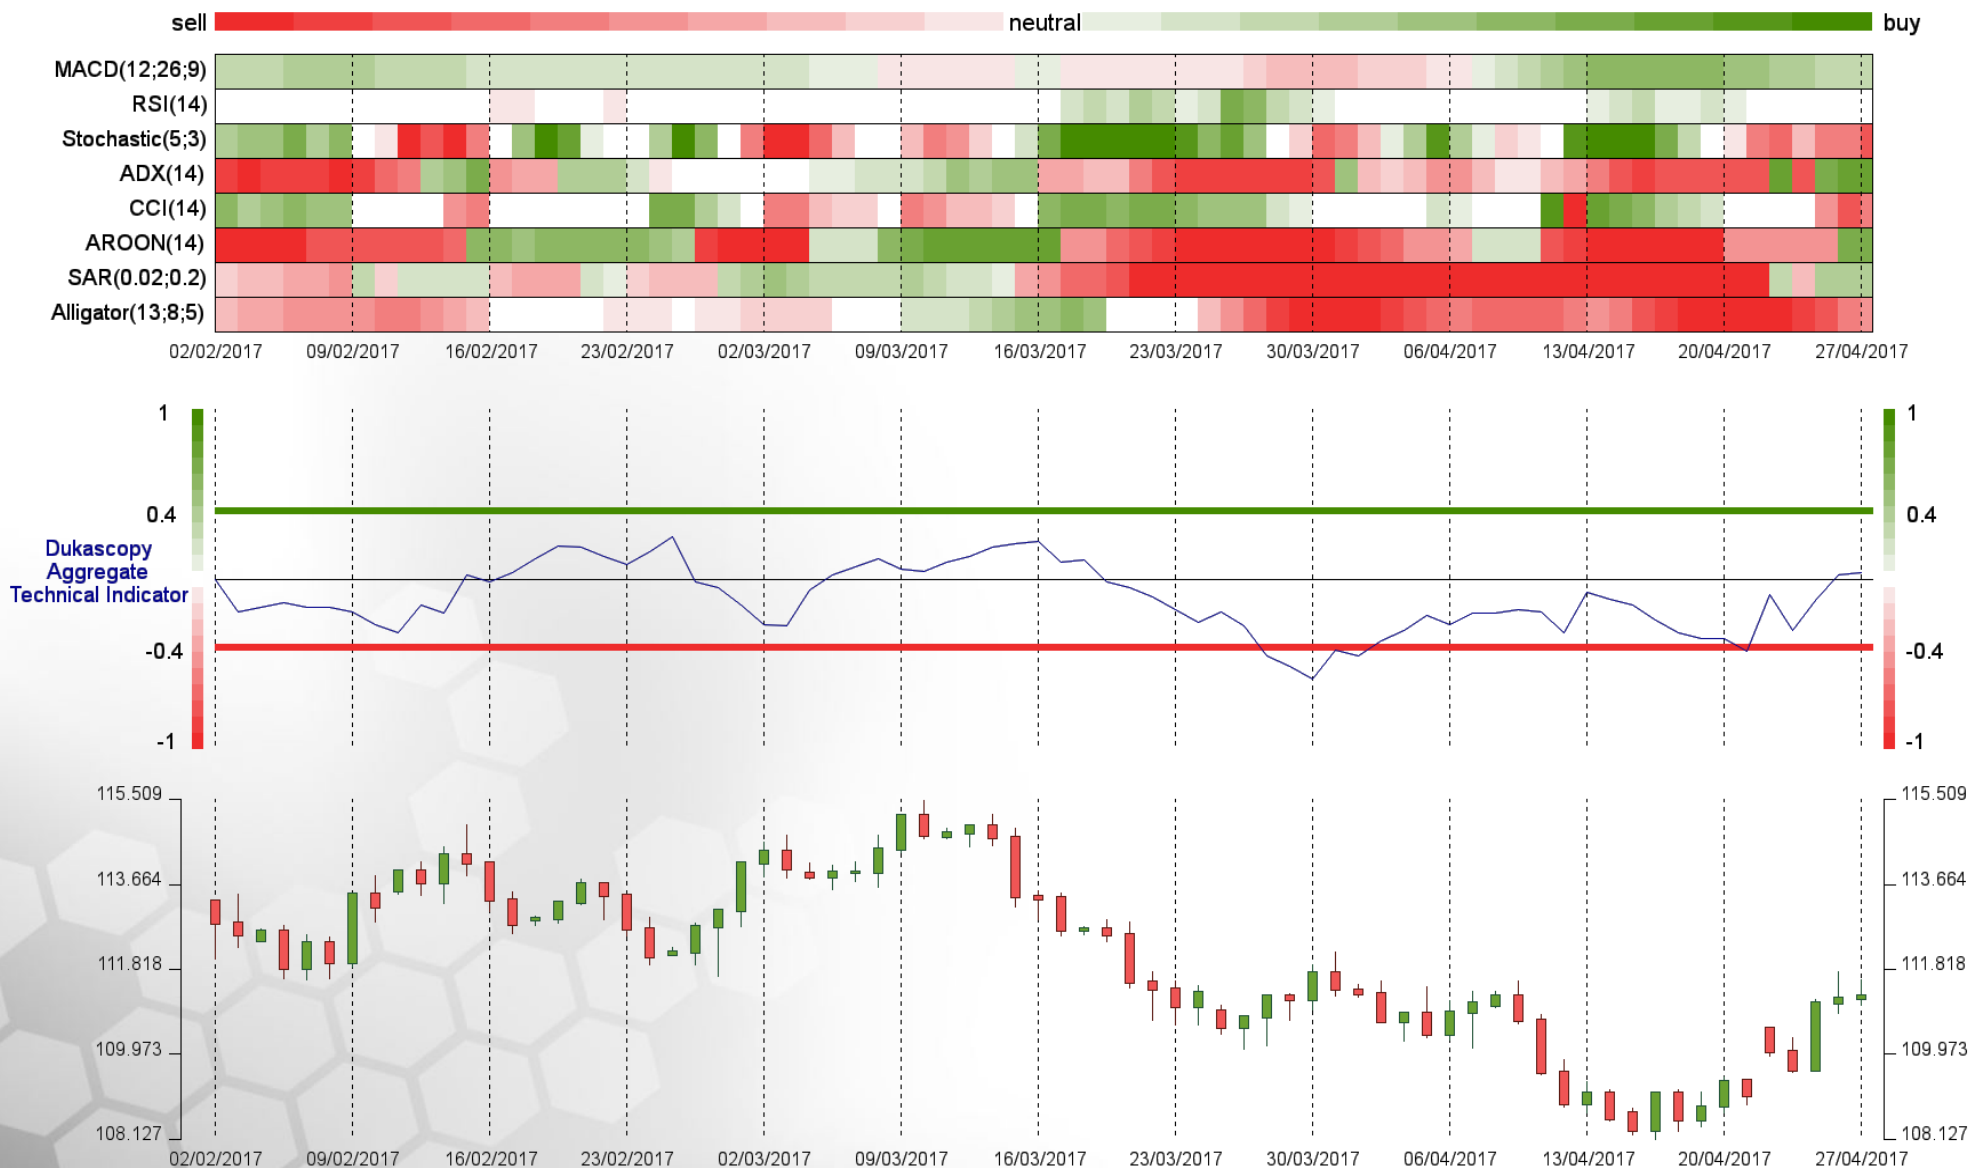 sell neutral buy
MACD(12;26;9)
RSI(14)
Stochastic(5;3)
ADX(14)
CCI(14)
AROON(14)
SAR(0.02;0.2)
Alligator(13;8;5)
02/02/2017 09/02/2017 16/02/2017 23/02/2017 02/03/2017 09/03/2017 16/03/2017 23/03/2017 30/03/2017 06/04/2017 13/04/2017 20/04/2017 27/04/2017
1 1
0.4 0.4
Dukascopy
Aggregate
Technical Indicator
-0.4 -0.4
-1 -1
115.509 115.509
113.664 113.664
111.818 111.818
109.973 109.973
108.127 108.127
02/02/2017 09/02/2017 16/02/2017 23/02/2017 02/03/2017 09/03/2017 16/03/2017 23/03/2017 30/03/2017 06/04/2017 13/04/2017 20/04/2017 27/04/2017